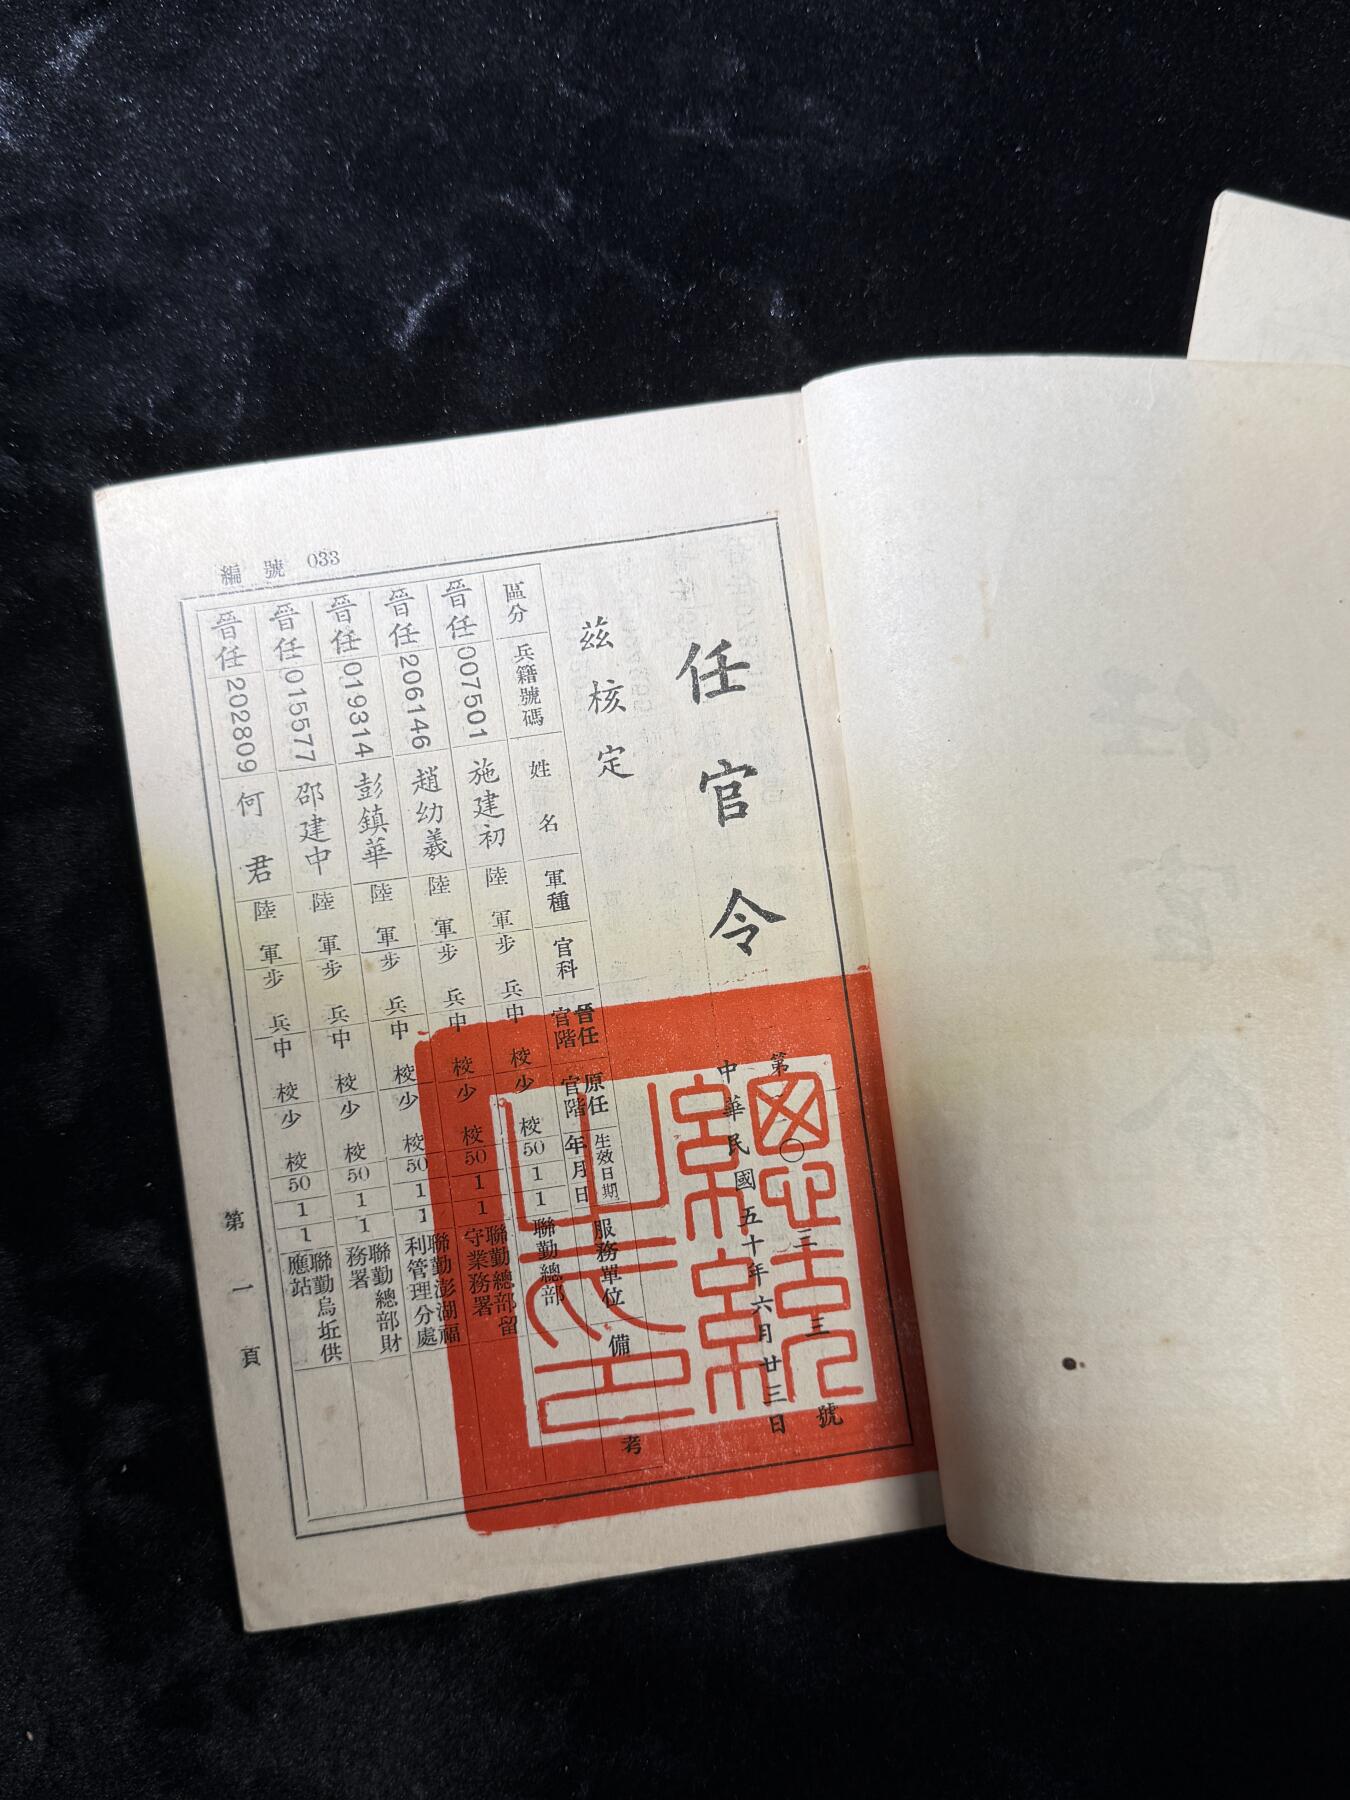 任官令
中華民國五十年六月廿三日
茲核定
區分 兵籍號碼 姓名 軍種 官科 晉任官階 原任官階 生效日期 年月日 服務單位 備考
晉任 007501 施建初 陸軍 步兵 中校 少校 50 1 1 聯勤總部
晉任 206146 趙幼羲 陸軍 步兵 中校 少校 50 1 1 聯勤總部留守業務署
晉任 019314 彭鎮華 陸軍 步兵 中校 少校 50 1 1 聯勤澎湖福利管理分處
晉任 015577 邵建中 陸軍 步兵 中校 少校 50 1 1 聯勤總部財務署
晉任 202809 何君 陸軍 步兵 中校 少校 50 1 1 聯勤烏坵供應站
編號 033
第一頁